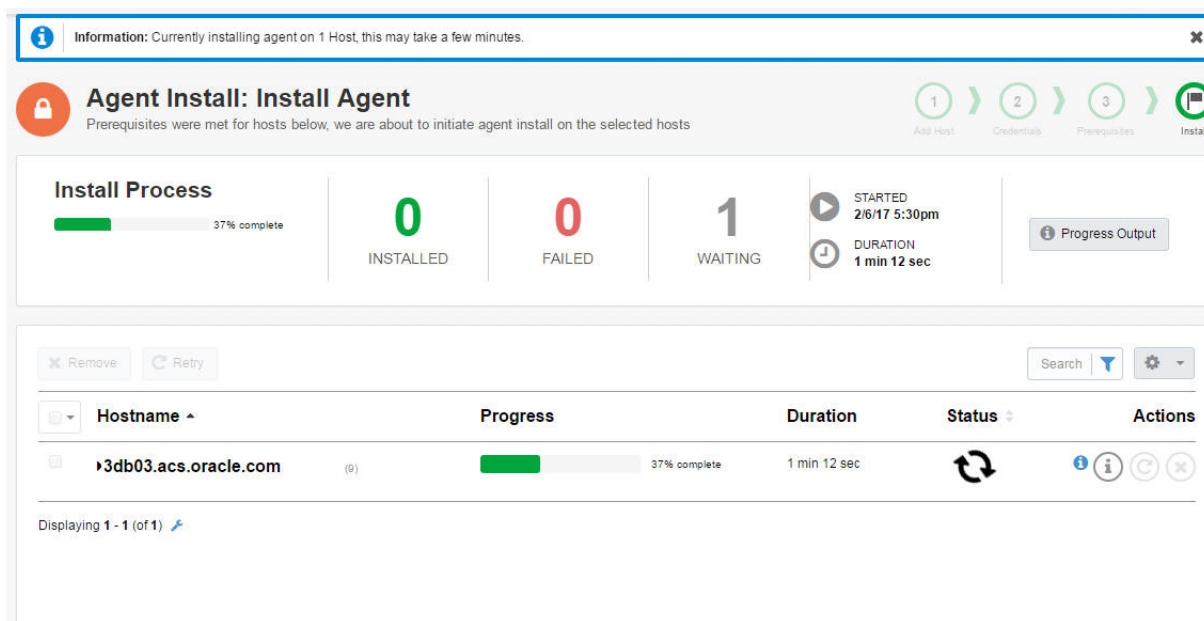 Information: Currently installing agent on 1 Host, this may take a few minutes.
Agent Install: Install Agent
Prerequisites were met for hosts below, we are about to initiate agent install on the selected hosts
1 2 3
Add Host Credentials Prerequisites Instal
Install Process
37% complete
0
INSTALLED
0
FAILED
1
WAITING
STARTED
2/6/17 5:30pm
DURATION
1 min 12 sec
Progress Output
Remove Retry Search
Hostname Progress Duration Status Actions
3db03.acs.oracle.com (9) 37% complete 1 min 12 sec
Displaying 1 - 1 (of 1)